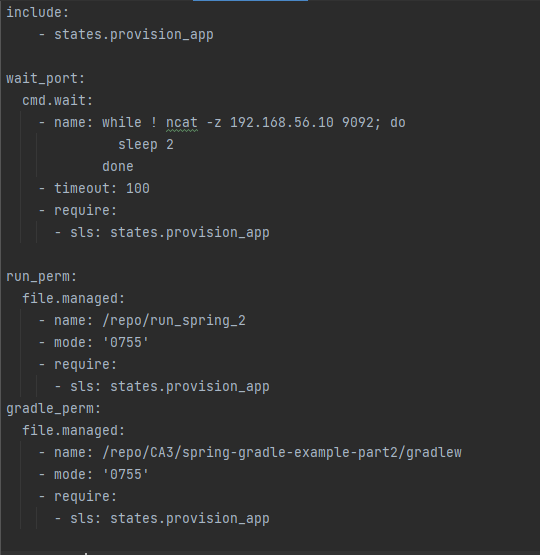 include:
    - states.provision_app

wait_port:
  cmd.wait:
    - name: while ! ncat -z 192.168.56.10 9092; do
              sleep 2
            done
    - timeout: 100
    - require:
      - sls: states.provision_app

run_perm:
  file.managed:
    - name: /repo/run_spring_2
    - mode: '0755'
    - require:
      - sls: states.provision_app
gradle_perm:
  file.managed:
    - name: /repo/CA3/spring-gradle-example-part2/gradlew
    - mode: '0755'
    - require:
      - sls: states.provision_app